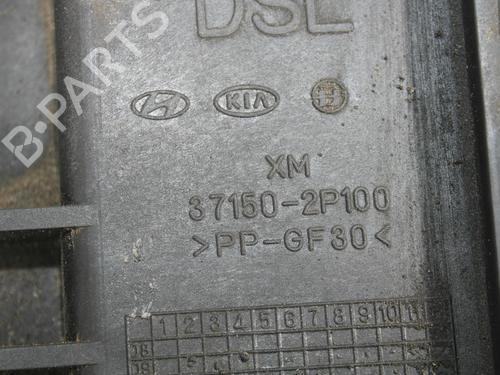 DSL
KIA
XM
37150-2P100
>PP-GF30<
1 2 3 4 5 6 7 8 9 10 11
18
19
B-PARTS